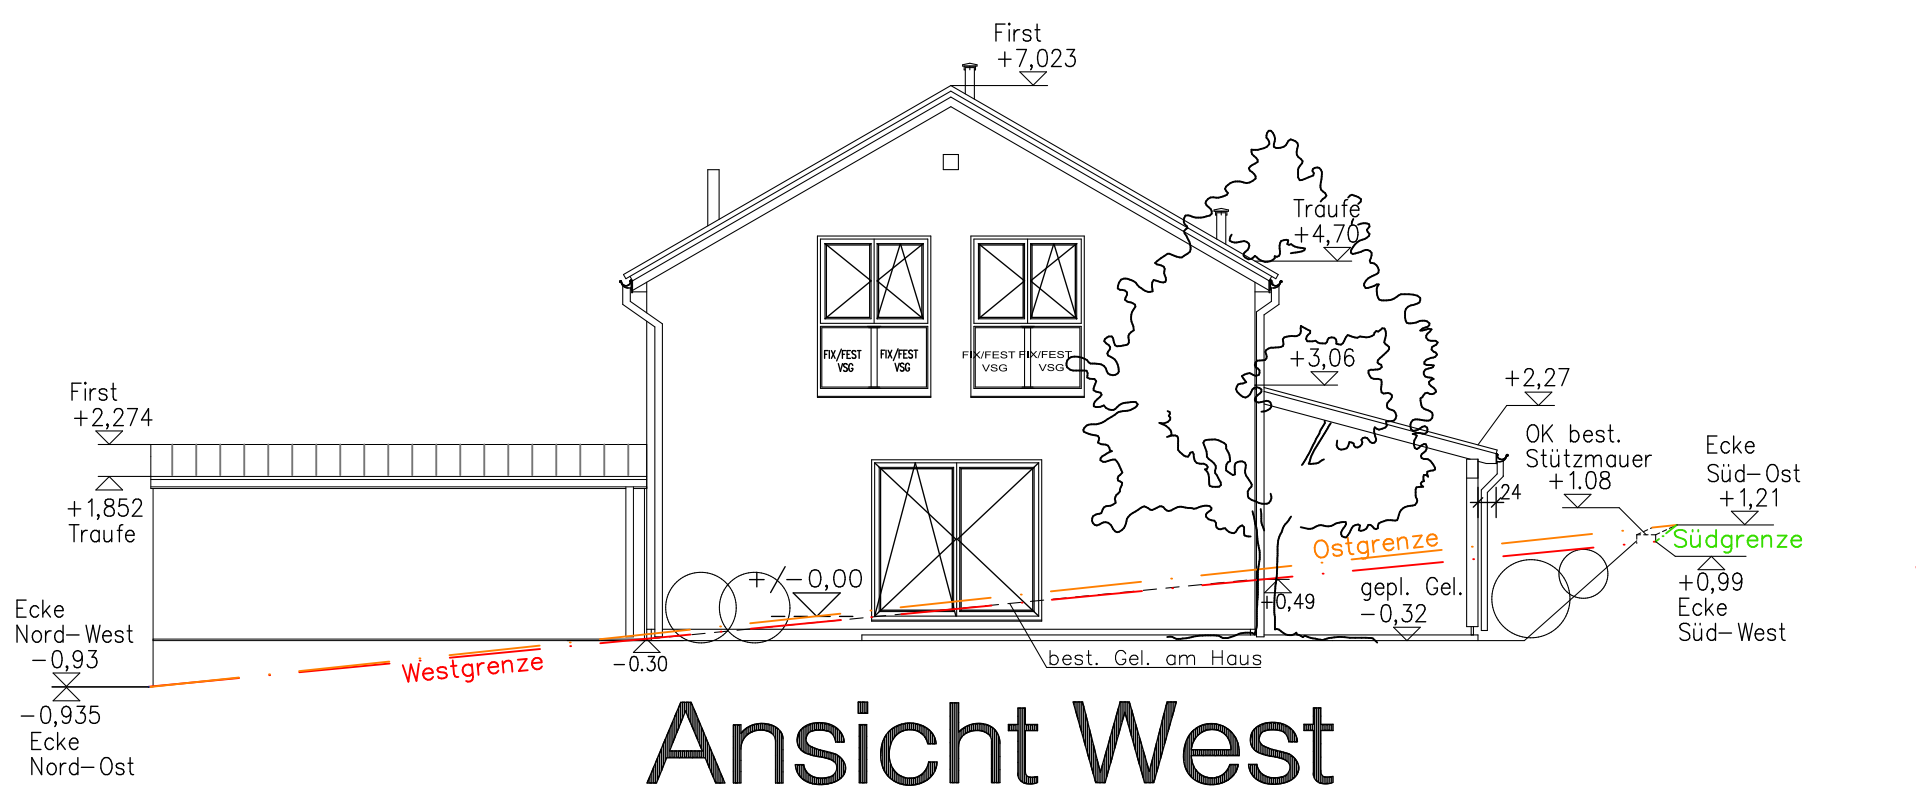 First
+7,023
Traufe
+4,70
FIX/FEST
VSG
FIX/FEST
VSG
FIX/FEST
VSG
FIX/FEST
VSG
+3,06
+2,27
First
+2,274
+1,852
Traufe
OK best.
Stützmauer
+1.08
Ecke
Süd-Ost
+1,21
24
Ostgrenze
Südgrenze
+/-0,00
gepl. Gel.
-0,32
+0,49
+0,99
Ecke
Süd-West
Ecke
Nord-West
-0,93
Westgrenze
-0.30
best. Gel. am Haus
-0,935
Ecke
Nord-Ost
Ansicht West